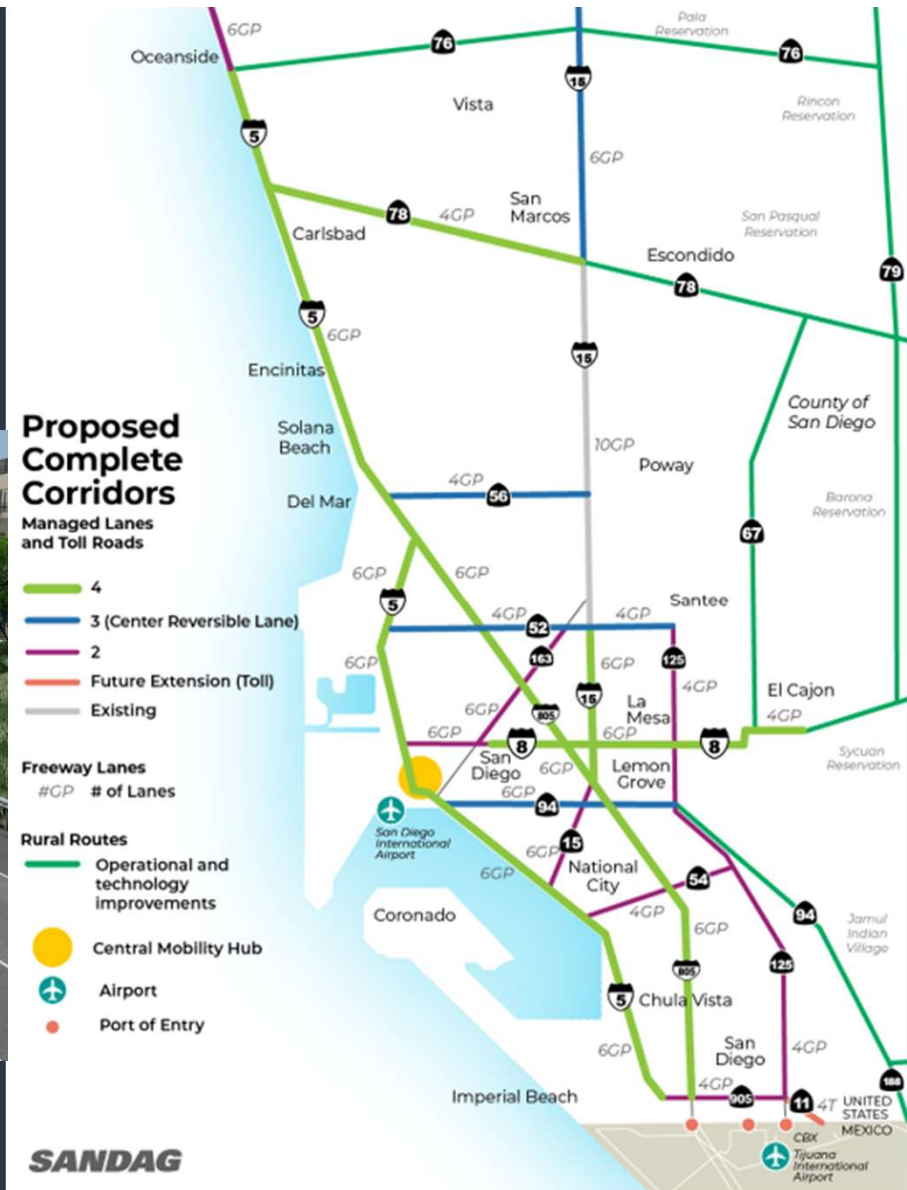 6GP
Oceanside
76
15
Pala
Reservation
76
Vista
Rincon
Reservation
5
6GP
78
4GP
San
Marcos
San Pasqual
Reservation
Carlsbad
Escondido
78
79
5
6GP
15
Encinitas
County of
San Diego
Solana
Beach
10GP
Poway
Del Mar
4GP
56
Barona
Reservation
67
6GP
6GP
5
4GP
52
4GP
Santee
6GP
163
6GP
125
15
4GP
6GP
805
La
Mesa
El Cajon
4GP
6GP
8
6GP
8
San
Diego
6GP
Lemon
Grove
Sycuan
Reservation
6GP
94
San Diego
International
Airport
6GP
15
6GP
National
City
54
4GP
Coronado
94
6GP
Jamul
Indian
Village
805
125
5
Chula Vista
6GP
San
Diego
4GP
4GP
Imperial Beach
905
11
4T
188
UNITED
STATES
MEXICO
CBX
Tijuana
International
Airport
Proposed
Complete
Corridors
Managed Lanes
and Toll Roads
4
3 (Center Reversible Lane)
2
Future Extension (Toll)
Existing
Freeway Lanes
#GP # of Lanes
Rural Routes
Operational and
technology
improvements
Central Mobility Hub
Airport
Port of Entry
SANDAG